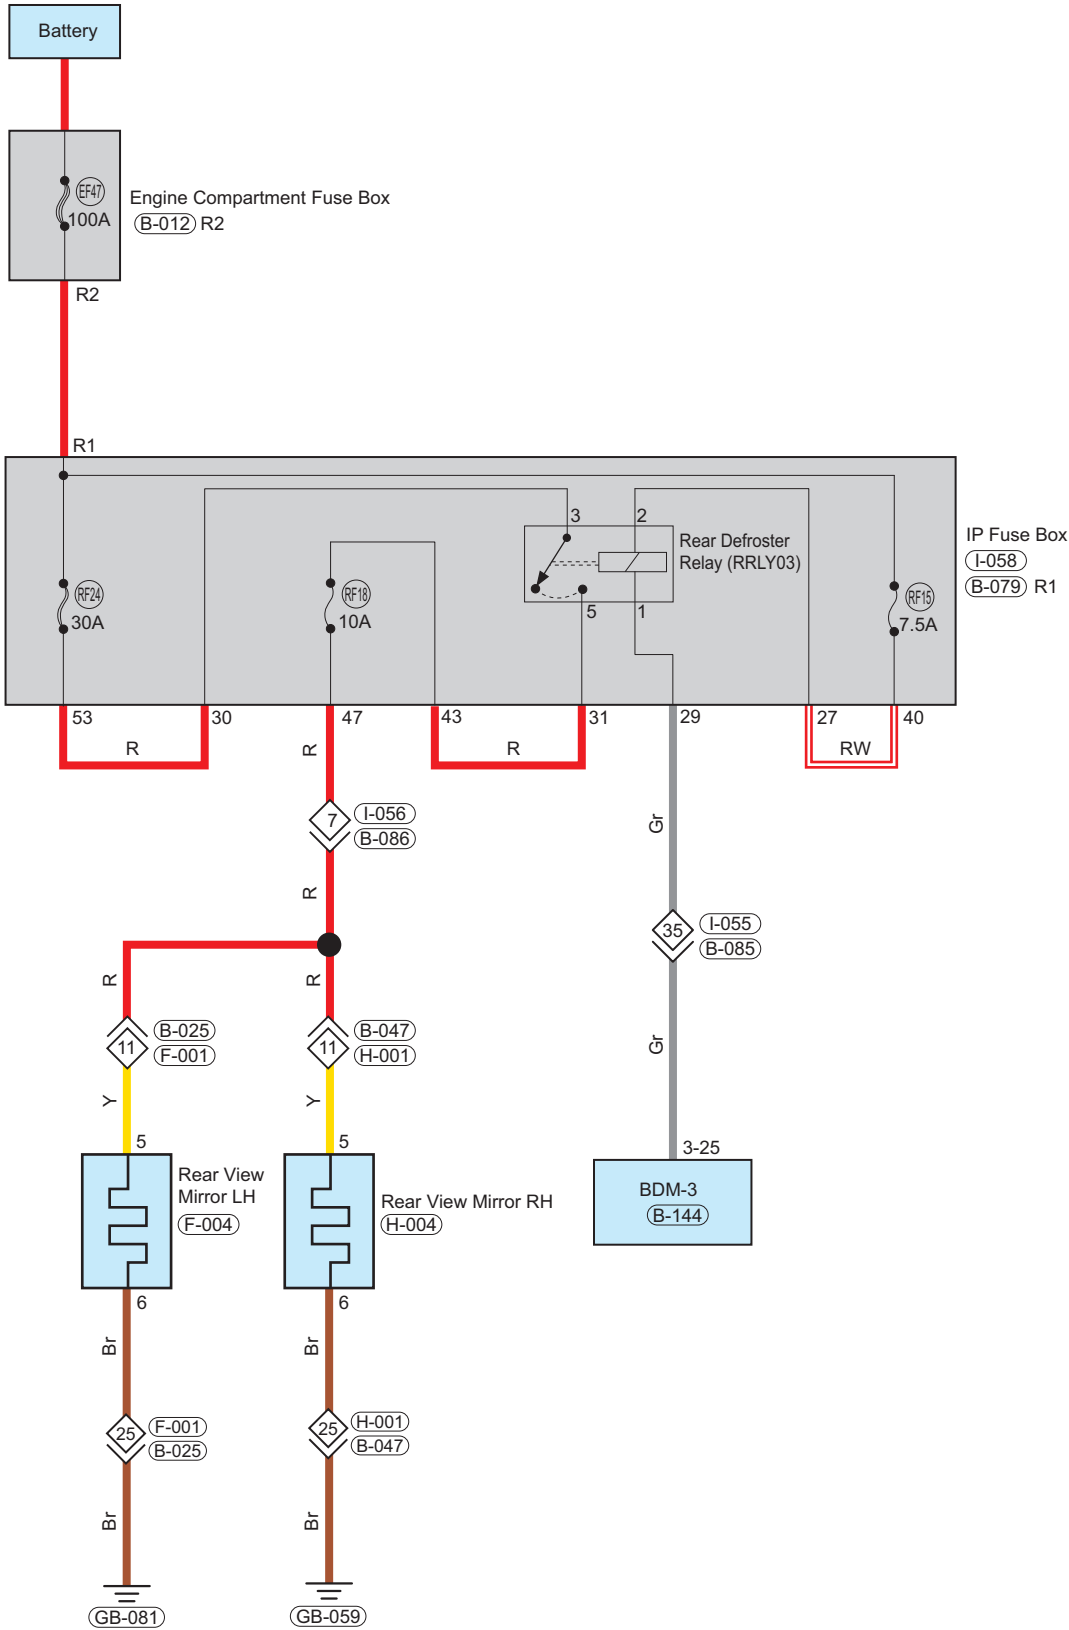 Battery
EF47
100A
Engine Compartment Fuse Box
B-012 R2
R2
R1
3
2
Rear Defroster
Relay (RRLY03)
IP Fuse Box
I-058
B-079 R1
RF24
30A
RF18
10A
5
1
RF15
7.5A
53
30
47
43
31
29
27
40
R
R
R
RW
7
I-056
B-086
Gr
R
35
I-055
B-085
R
R
11
B-025
F-001
11
B-047
H-001
Gr
Y
Y
5
5
3-25
Rear View
Mirror LH
F-004
Rear View Mirror RH
H-004
BDM-3
B-144
6
6
Br
Br
25
F-001
B-025
25
H-001
B-047
Br
Br
GB-081
GB-059